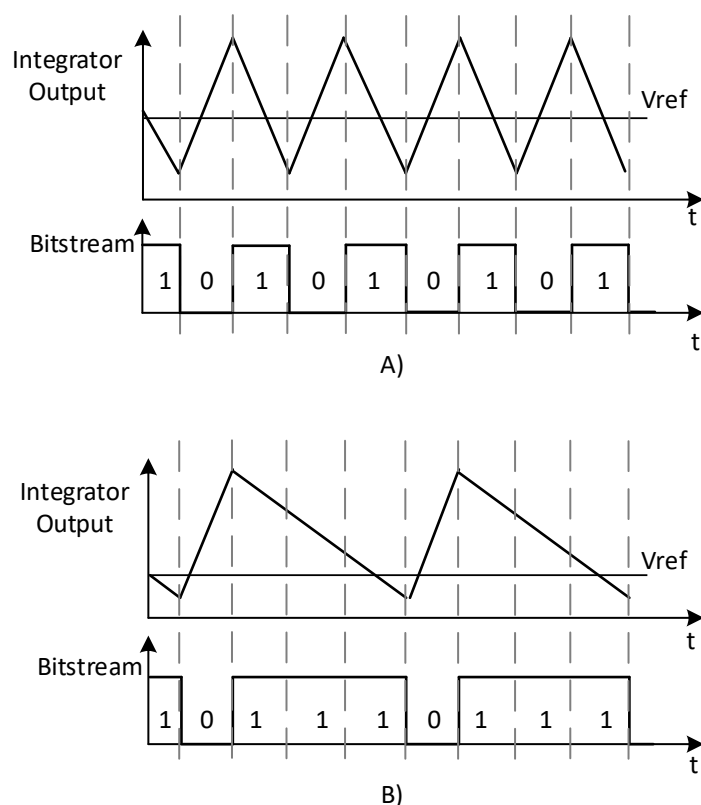 Integrator
Output
Vref
t
Bitstream
1 0 1 0 1 0 1 0 1
t
A)
Integrator
Output
Vref
t
Bitstream
1 0 1 1 1 0 1 1 1
t
B)